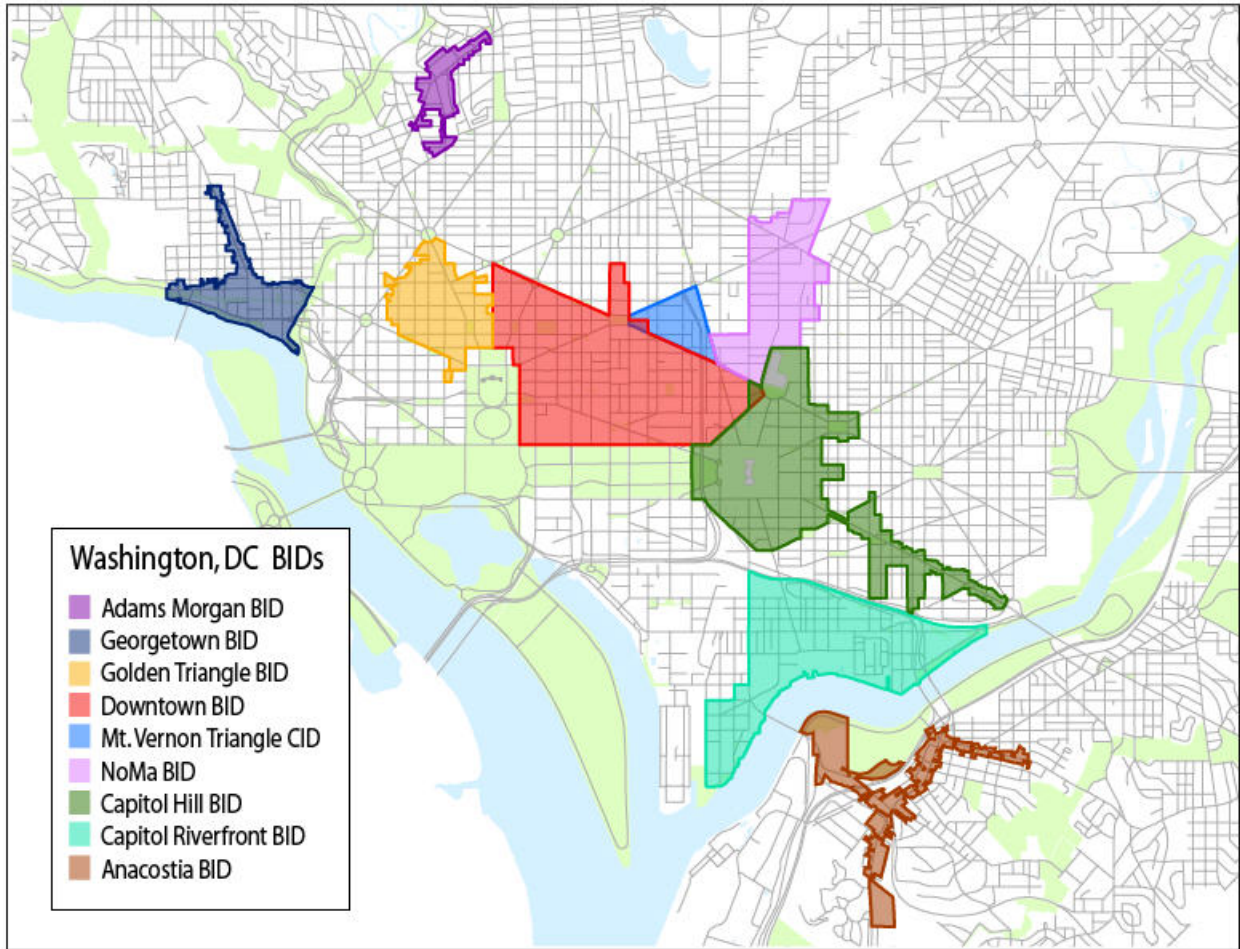 Washington, DC BIDs
Adams Morgan BID
Georgetown BID
Golden Triangle BID
Downtown BID
Mt. Vernon Triangle CID
NoMa BID
Capitol Hill BID
Capitol Riverfront BID
Anacostia BID